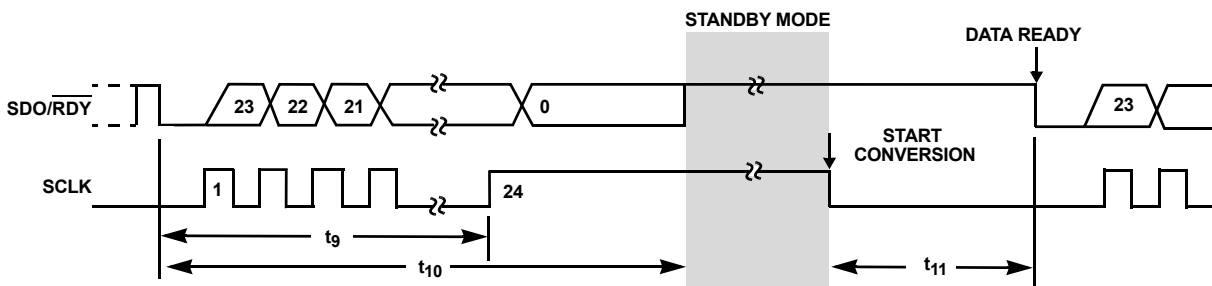 STANDBY MODE
DATA READY
SDO/RDY
23
22
21
0
23
START
CONVERSION
SCLK
1
24
t9
t10
t11